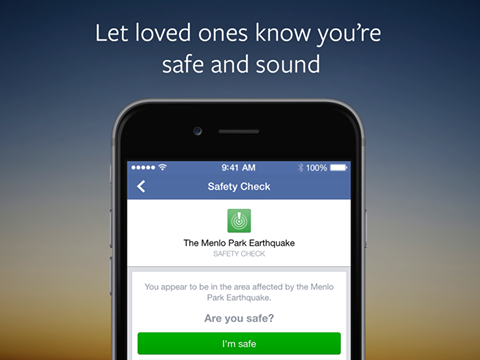 Let loved ones know you're
safe and sound
9:41 AM
100%
Safety Check
The Menlo Park Earthquake
SAFETY CHECK
You appear to be in the area affected by the Menlo
Park Earthquake.
Are you safe?
I'm safe